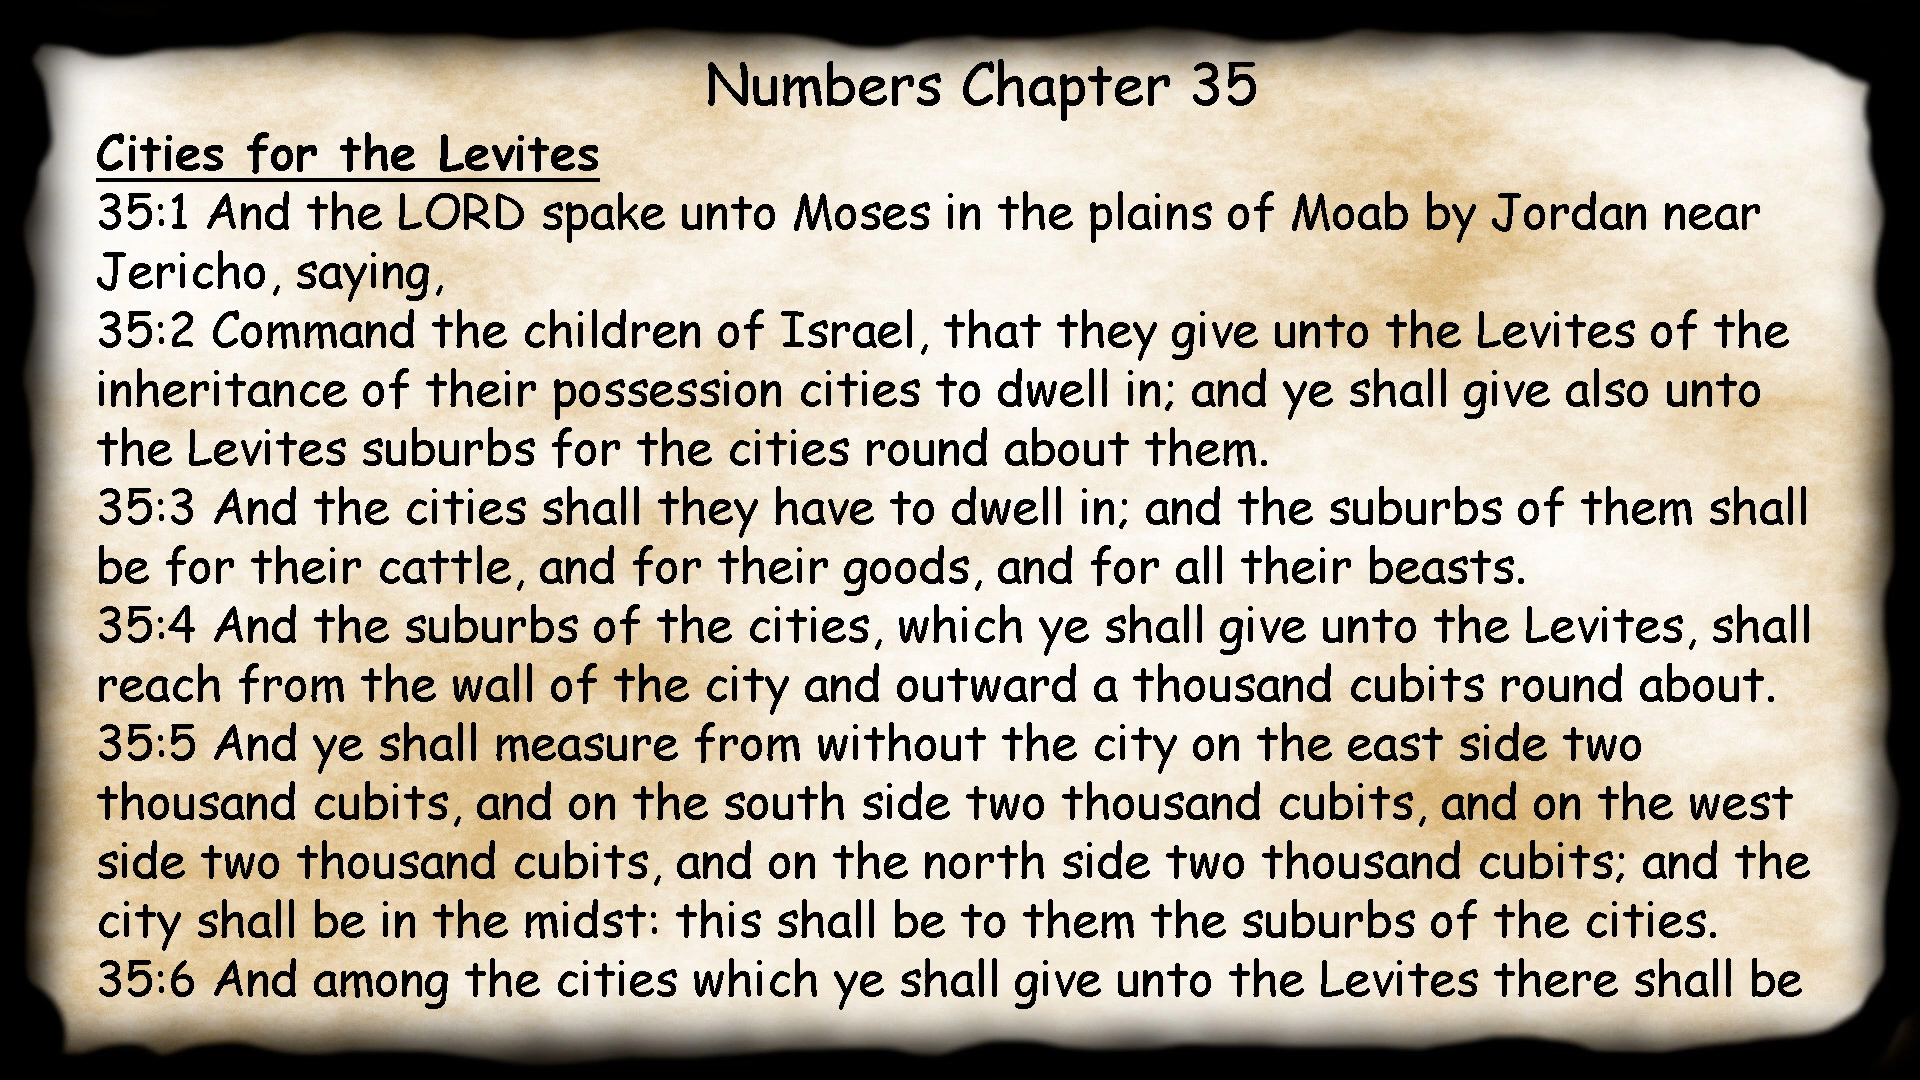 Numbers Chapter 35
Cities for the Levites
35:1 And the LORD spake unto Moses in the plains of Moab by Jordan near
Jericho, saying,
35:2 Command the children of Israel, that they give unto the Levites of the
inheritance of their possession cities to dwell in; and ye shall give also unto
the Levites suburbs for the cities round about them.
35:3 And the cities shall they have to dwell in; and the suburbs of them shall
be for their cattle, and for their goods, and for all their beasts.
35:4 And the suburbs of the cities, which ye shall give unto the Levites, shall
reach from the wall of the city and outward a thousand cubits round about.
35:5 And ye shall measure from without the city on the east side two
thousand cubits, and on the south side two thousand cubits, and on the west
side two thousand cubits, and on the north side two thousand cubits; and the
city shall be in the midst: this shall be to them the suburbs of the cities.
35:6 And among the cities which ye shall give unto the Levites there shall be